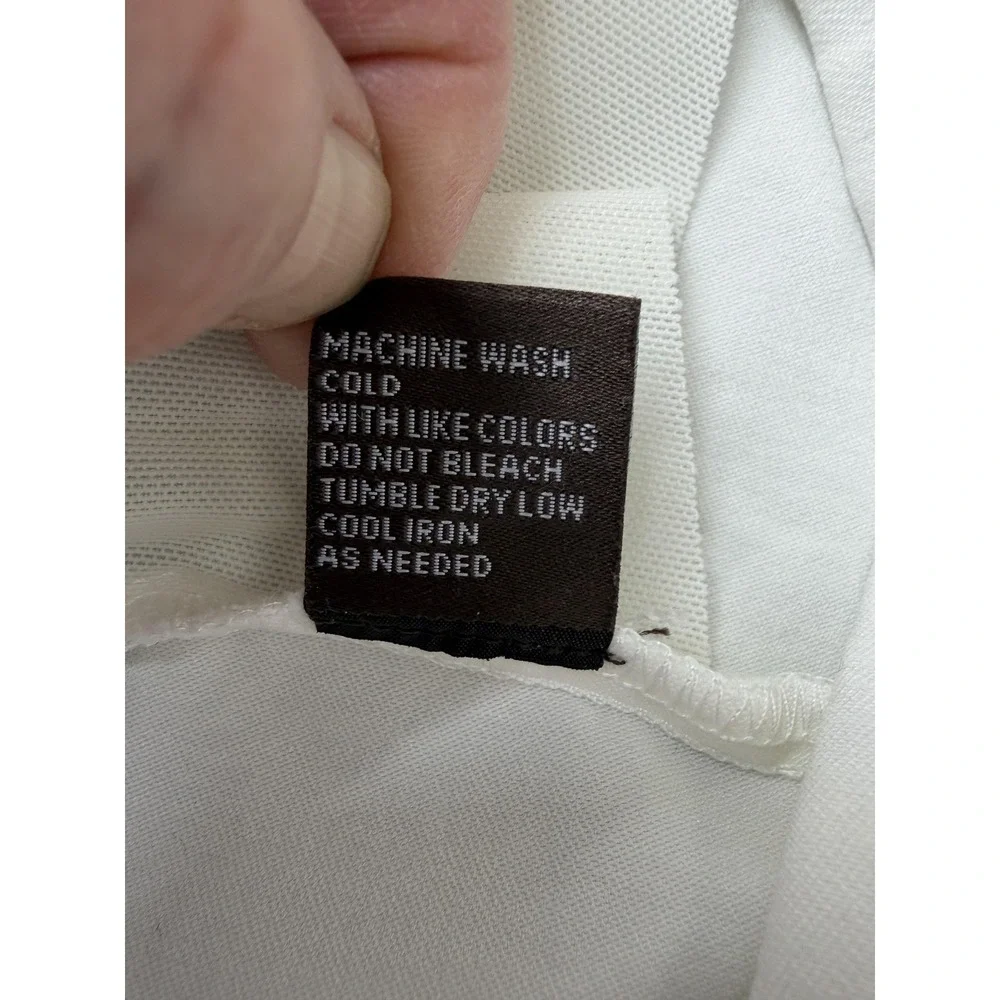 MACHINE WASH
COLD
WITH LIKE COLORS
DO NOT BLEACH
TUMBLE DRY LOW
COOL IRON
AS NEEDED